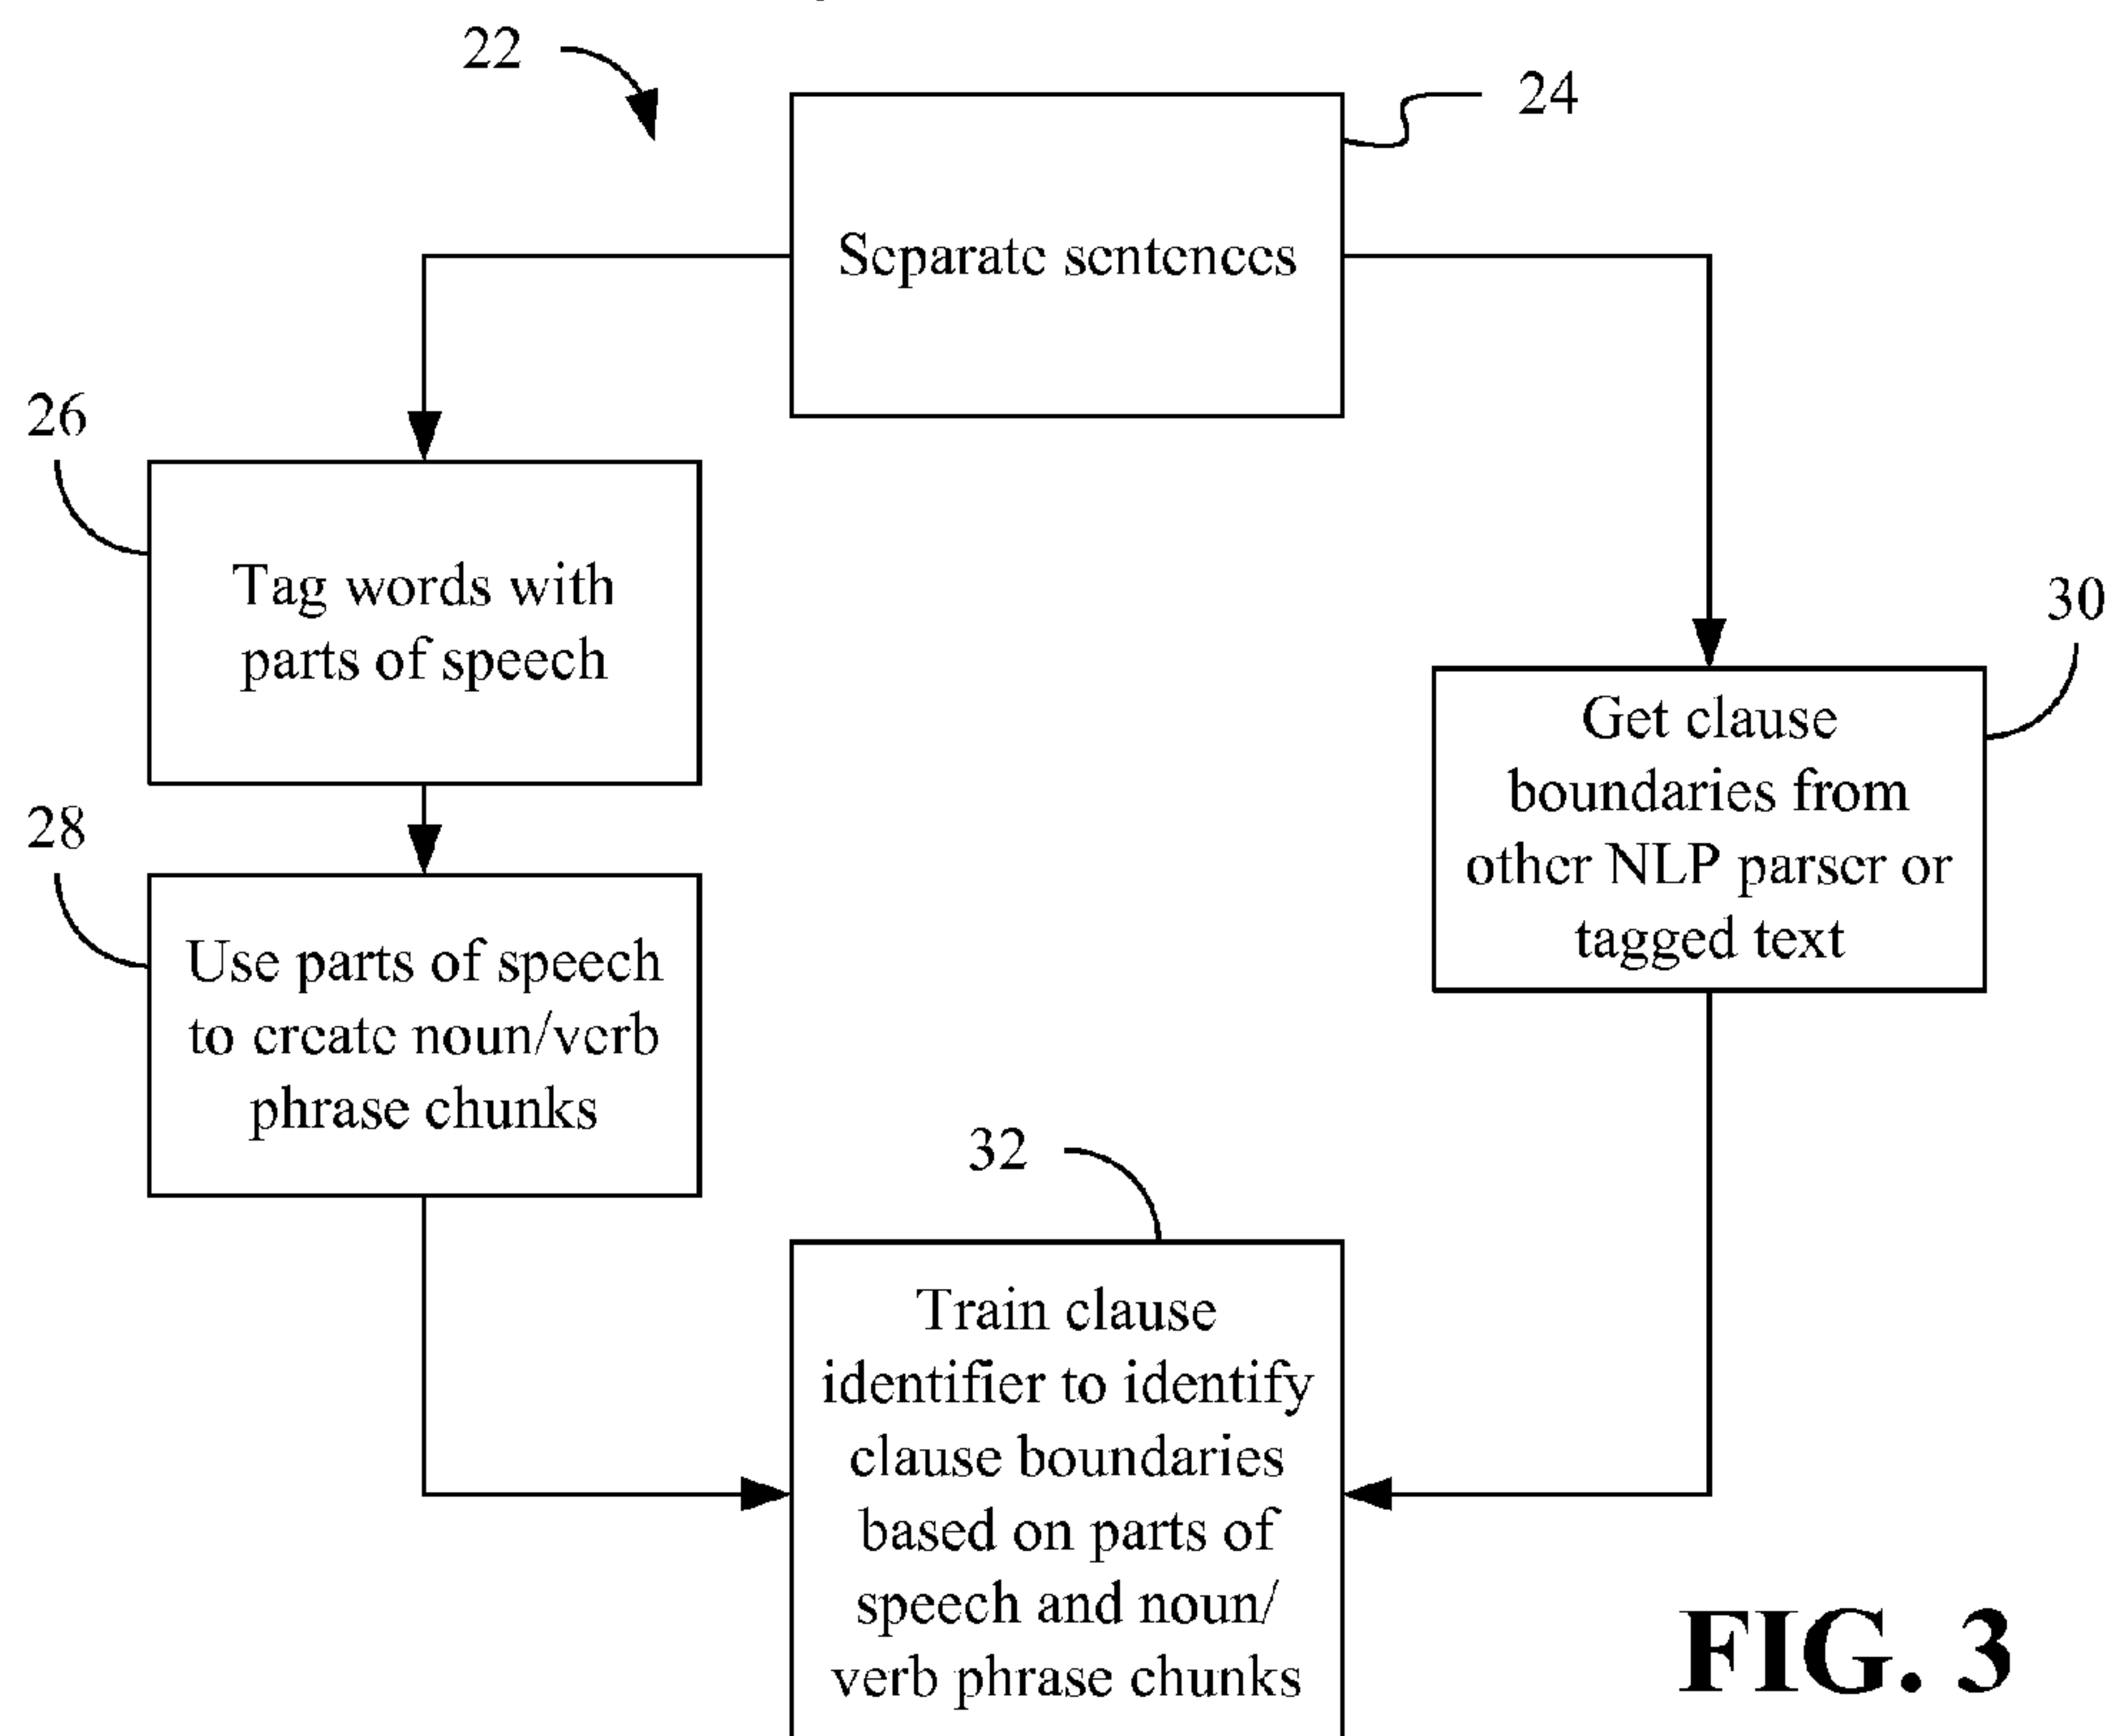 22
24
Separate sentences
26
Tag words with
parts of speech
30
Get clause
boundaries from
other NLP parser or
tagged text
28
Use parts of speech
to create noun/verb
phrase chunks
32
Train clause
identifier to identify
clause boundaries
based on parts of
speech and noun/
verb phrase chunks
FIG. 3